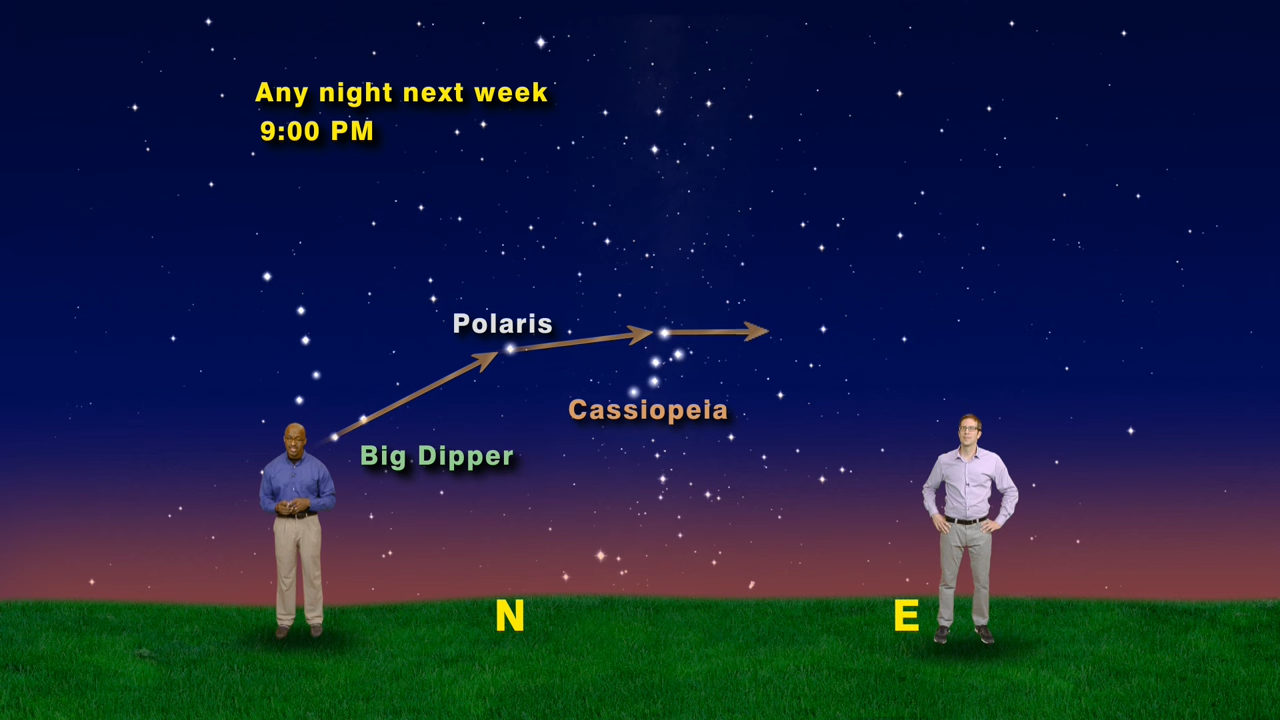 Any night next week
9:00 PM
Polaris
Cassiopeia
Big Dipper
N
E